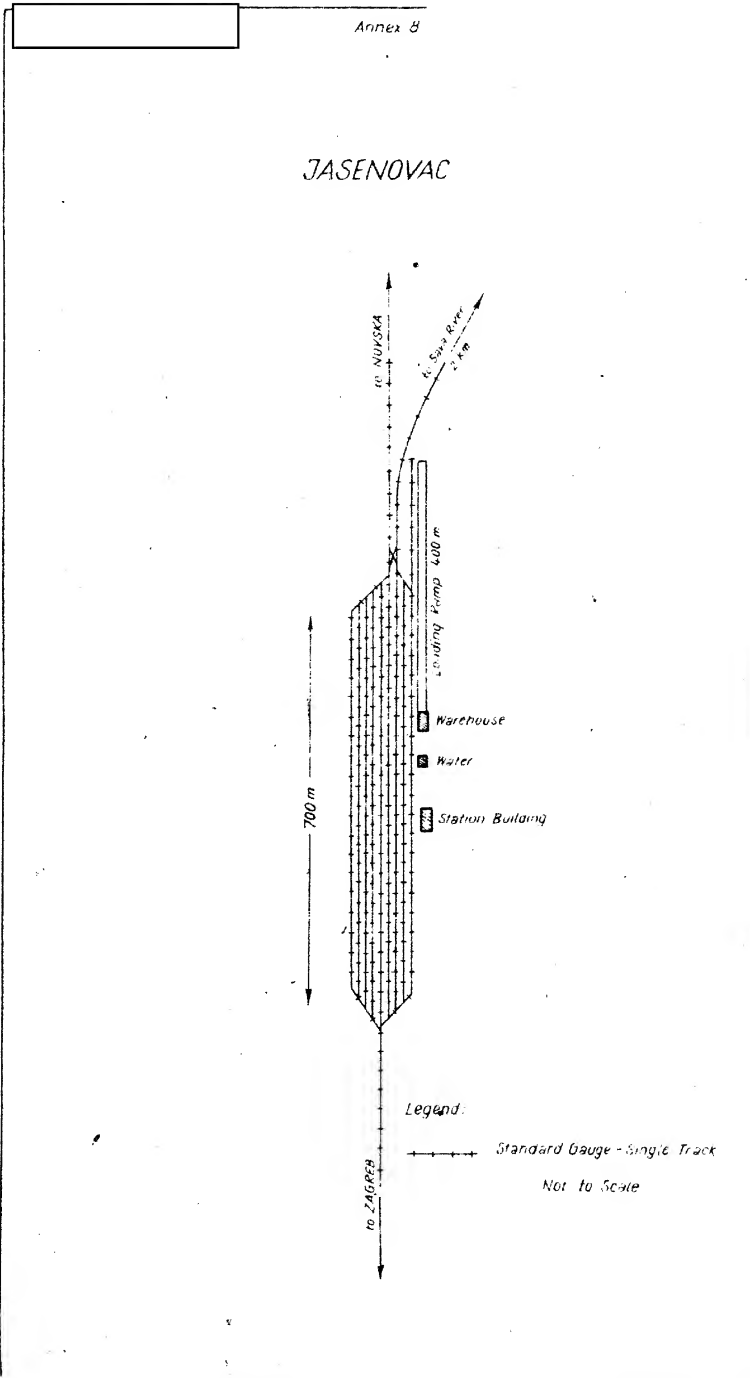 Annex 8
JASENOVAC
to NOVSKA
to Sava River
2 km
Loading Ramp 400 m
Warehouse
Water
700 m
Station Building
Legend:
Standard Gauge - Single Track
Not to Scale
to ZAGREB